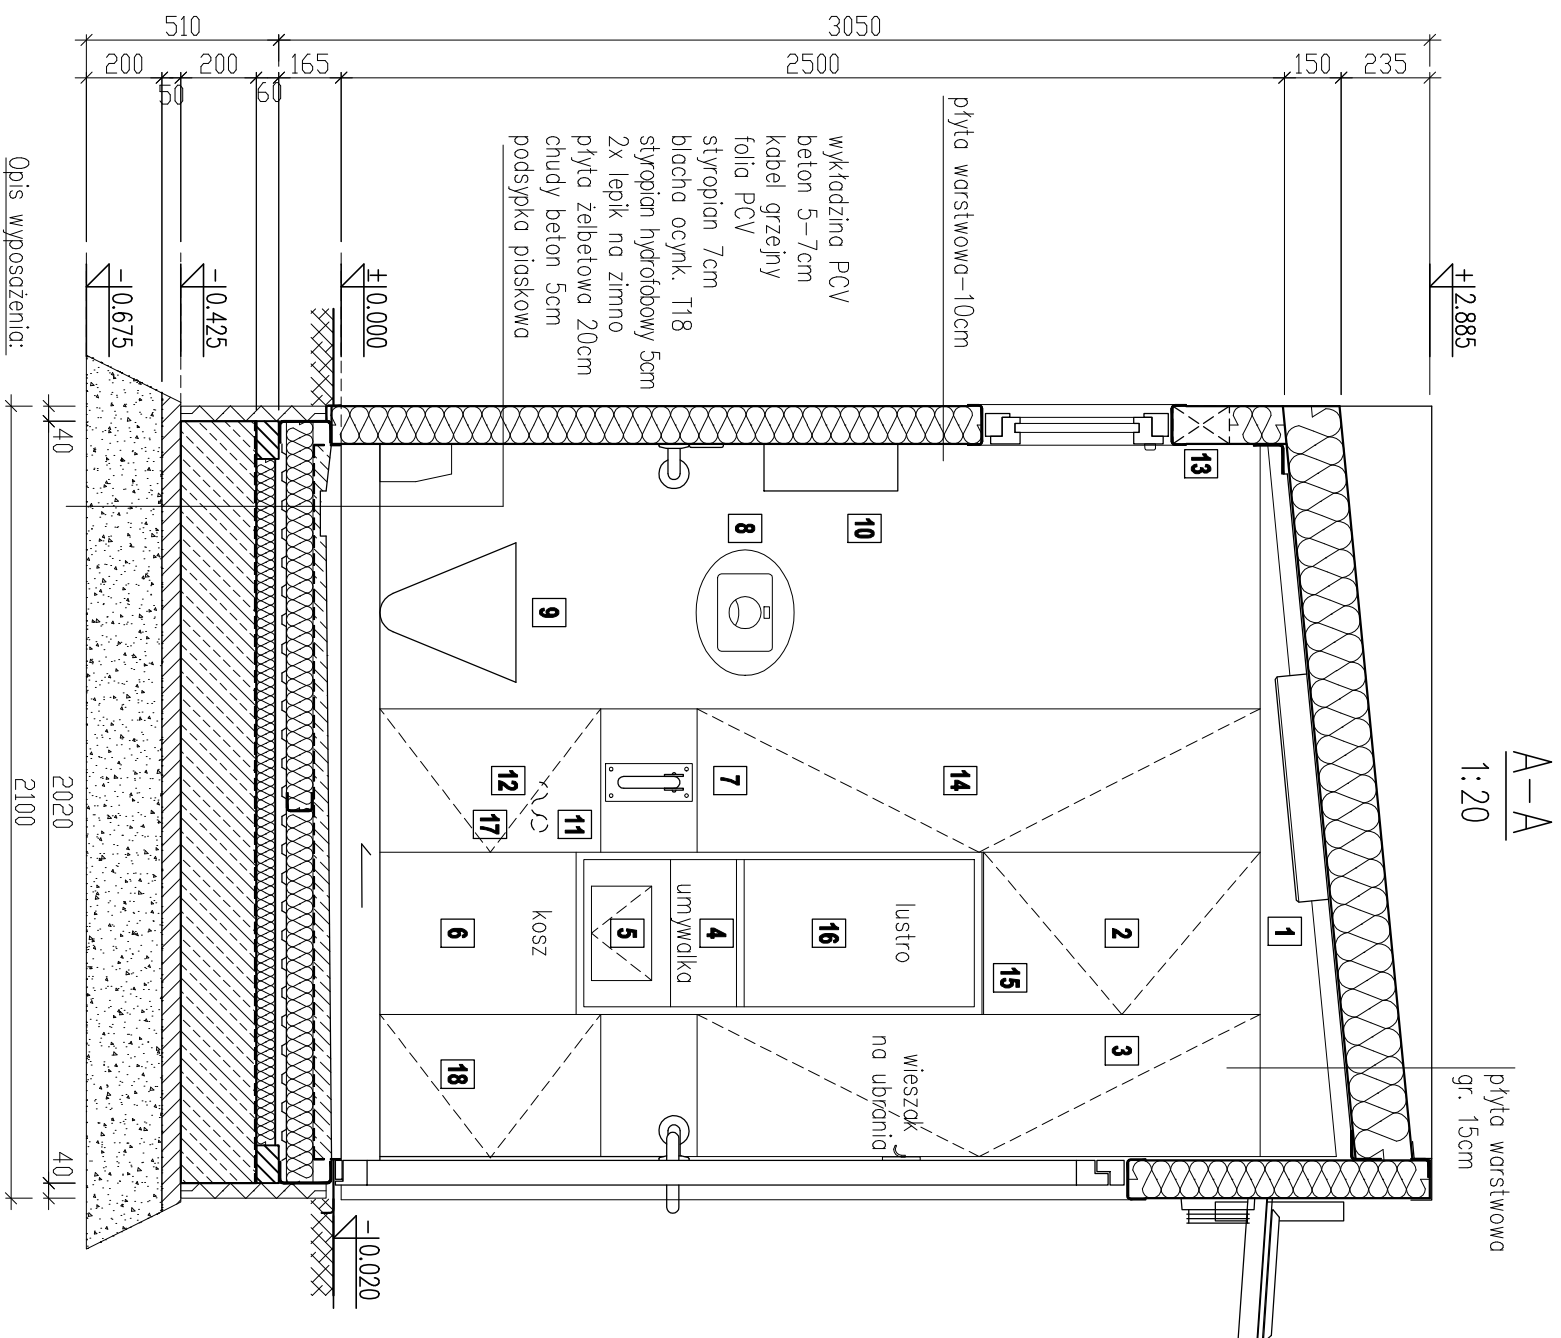 A-A
1:20
płyta warstwowa
gr. 15cm
±2.885
płyta warstwowa-10cm
wykładzina PCV
beton 5-7cm
kabel grzejny
folia PCV
styropian 7cm
blacha ocynk. T18
styropian hydrofobowy 5cm
2x lepik na zimno
płyta żelbetowa 20cm
chudy beton 5cm
podsypka piaskowa
±0.000
-0.425
-0.675
-0.020
235
150
2500
165
60
200
50
200
3050
510
13
10
8
9
14
7
12
11
17
1
2
15
lustro
16
4
umywalka
5
kosz
6
3
wieszak
na ubrania
18
40
2020
40
2100
Opis wyposażenia: